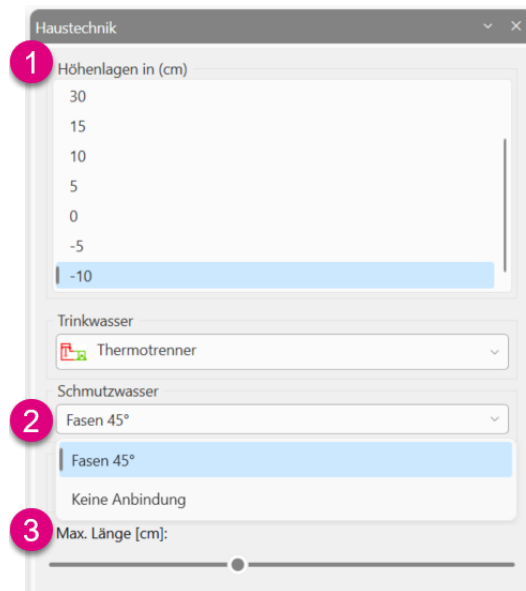 Haustechnik
1
Höhenlagen in (cm)
30
15
10
5
0
-5
-10
Trinkwasser
Thermotrenner
Schmutzwasser
2
Fasen 45°
Fasen 45°
Keine Anbindung
3
Max. Länge [cm]: